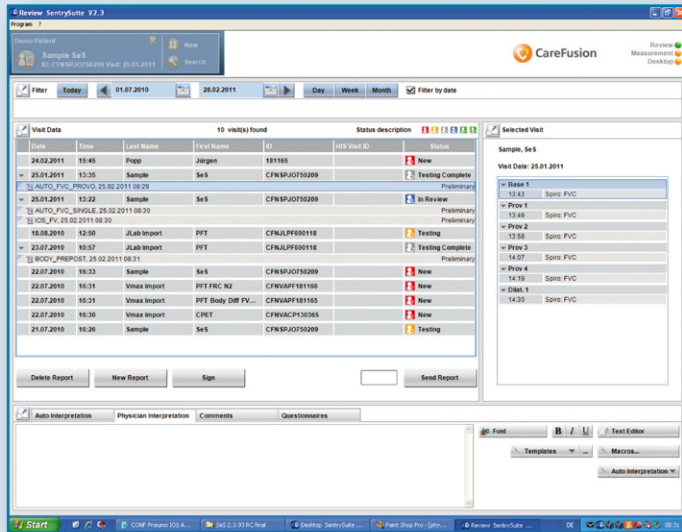 Review SentrySuite V2.3
Program ?
Demo Patient
Sample SeS
ID: CFNSPJO750209 Visit: 25.01.2011
New
Search
CareFusion
Review
Measurement
Desktop
Filter Today 01.07.2010 28.02.2011 Day Week Month Filter by date
Visit Data 10 visit(s) found Status description
Date Time Last Name First Name ID HIS Visit ID Status
24.02.2011 15:45 Popp Jürgen 181165 New
25.01.2011 13:35 Sample SeS CFNSPJO750209 Testing Complete
AUTO_FVC_PROVO, 25.02.2011 08:29 Preliminary
25.01.2011 13:22 Sample SeS CFNSPJO750209 In Review
AUTO_FVC_SINGLE, 25.02.2011 08:30 Preliminary
IOS_FV, 25.02.2011 08:30 Preliminary
18.08.2010 12:50 JLab Import PFT CFNJLPF690118 Testing
23.07.2010 10:57 JLab Import PFT CFNJLPF690118 Testing Complete
BODY_PREPOST, 25.02.2011 08:31 Preliminary
22.07.2010 16:33 Sample SeS CFNSPJO750209 New
22.07.2010 16:31 Vmax Import PFT FRC N2 CFNVAPF181166 New
22.07.2010 16:31 Vmax Import PFT Body Diff FV... CFNVAPF181165 New
22.07.2010 16:30 Vmax Import CPET CFNVACP130365 New
21.07.2010 16:26 Sample SeS CFNSPJO750209 Testing
Delete Report New Report Sign Send Report
Selected Visit
Sample, SeS
Visit Date: 25.01.2011
Base 1
13:43 Spiro: FVC
Prov 1
13:49 Spiro: FVC
Prov 2
13:58 Spiro: FVC
Prov 3
14:07 Spiro: FVC
Prov 4
14:19 Spiro: FVC
Dilat. 1
14:30 Spiro: FVC
Auto Interpretation Physician Interpretation Comments Questionnaires
Font B I U Text Editor
Templates ... Macros...
Auto Interpretation
Start CONF Pneumo IOS A... SeS 2.3.93 RC final Desktop SentrySuite ... Paint Shop Pro - [phy... Review SentrySuite ... DE 08:31